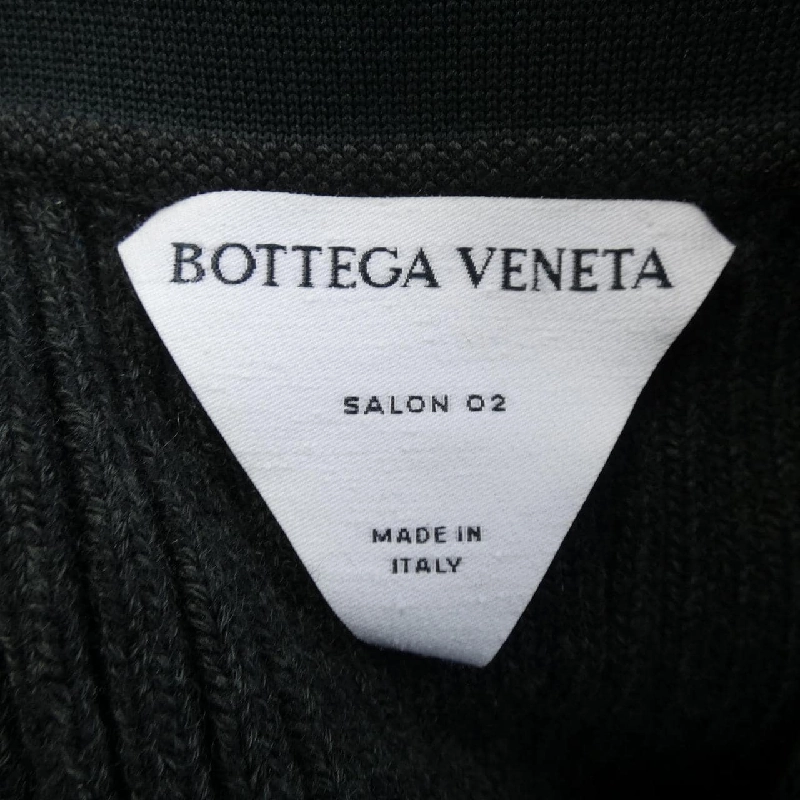 BOTTEGA VENETA
SALON 02
MADE IN
ITALY